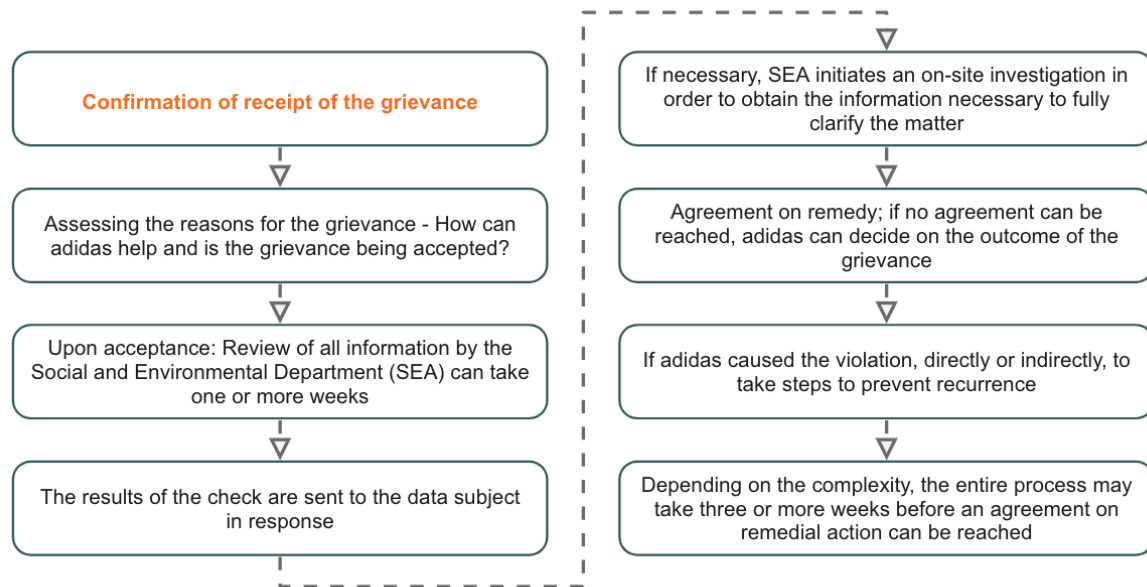 Confirmation of receipt of the grievance
Assessing the reasons for the grievance - How can
adidas help and is the grievance being accepted?
Upon acceptance: Review of all information by the
Social and Environmental Department (SEA) can take
one or more weeks
The results of the check are sent to the data subject
in response
If necessary, SEA initiates an on-site investigation in
order to obtain the information necessary to fully
clarify the matter
Agreement on remedy; if no agreement can be
reached, adidas can decide on the outcome of the
grievance
If adidas caused the violation, directly or indirectly, to
take steps to prevent recurrence
Depending on the complexity, the entire process may
take three or more weeks before an agreement on
remedial action can be reached